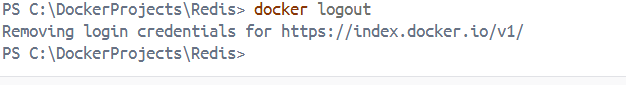 PS C:\DockerProjects\Redis> docker logout
Removing login credentials for https://index.docker.io/v1/
PS C:\DockerProjects\Redis>